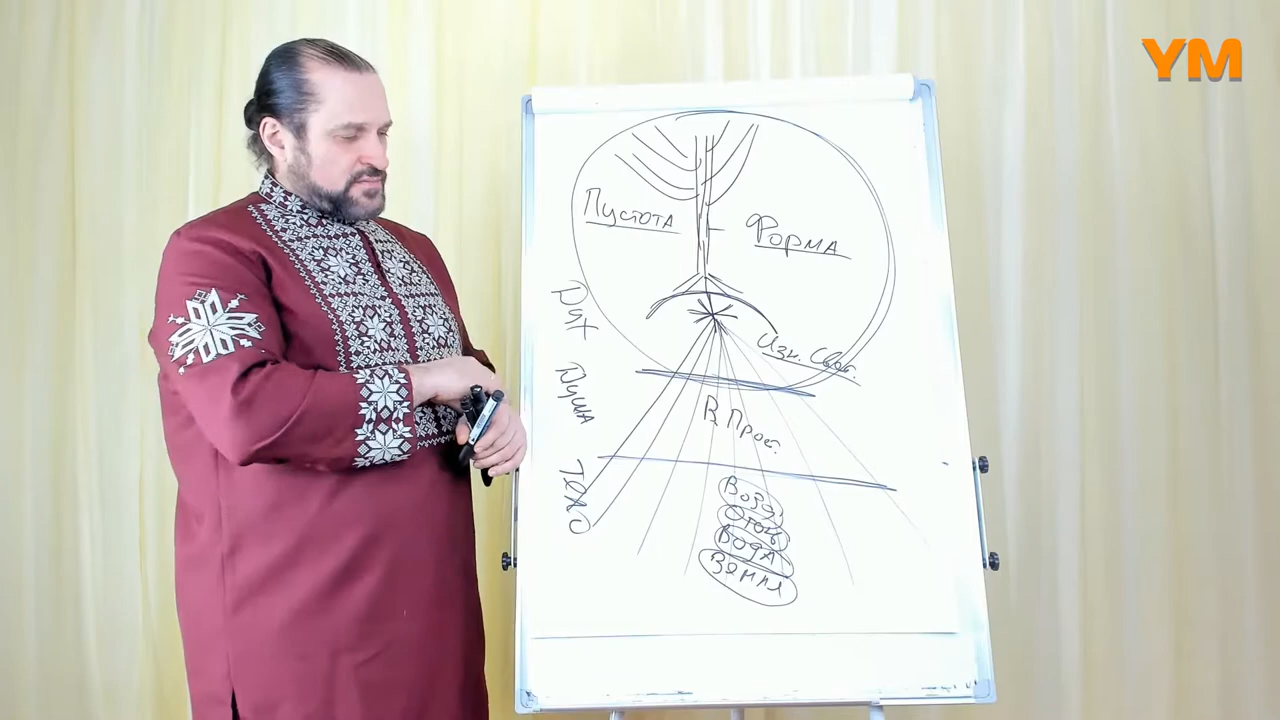 YM
Пустота
Форма
Дух
Изн. Свет.
Душа
В Прос.
Тело
Возд.
Огонь
Вода
Земля